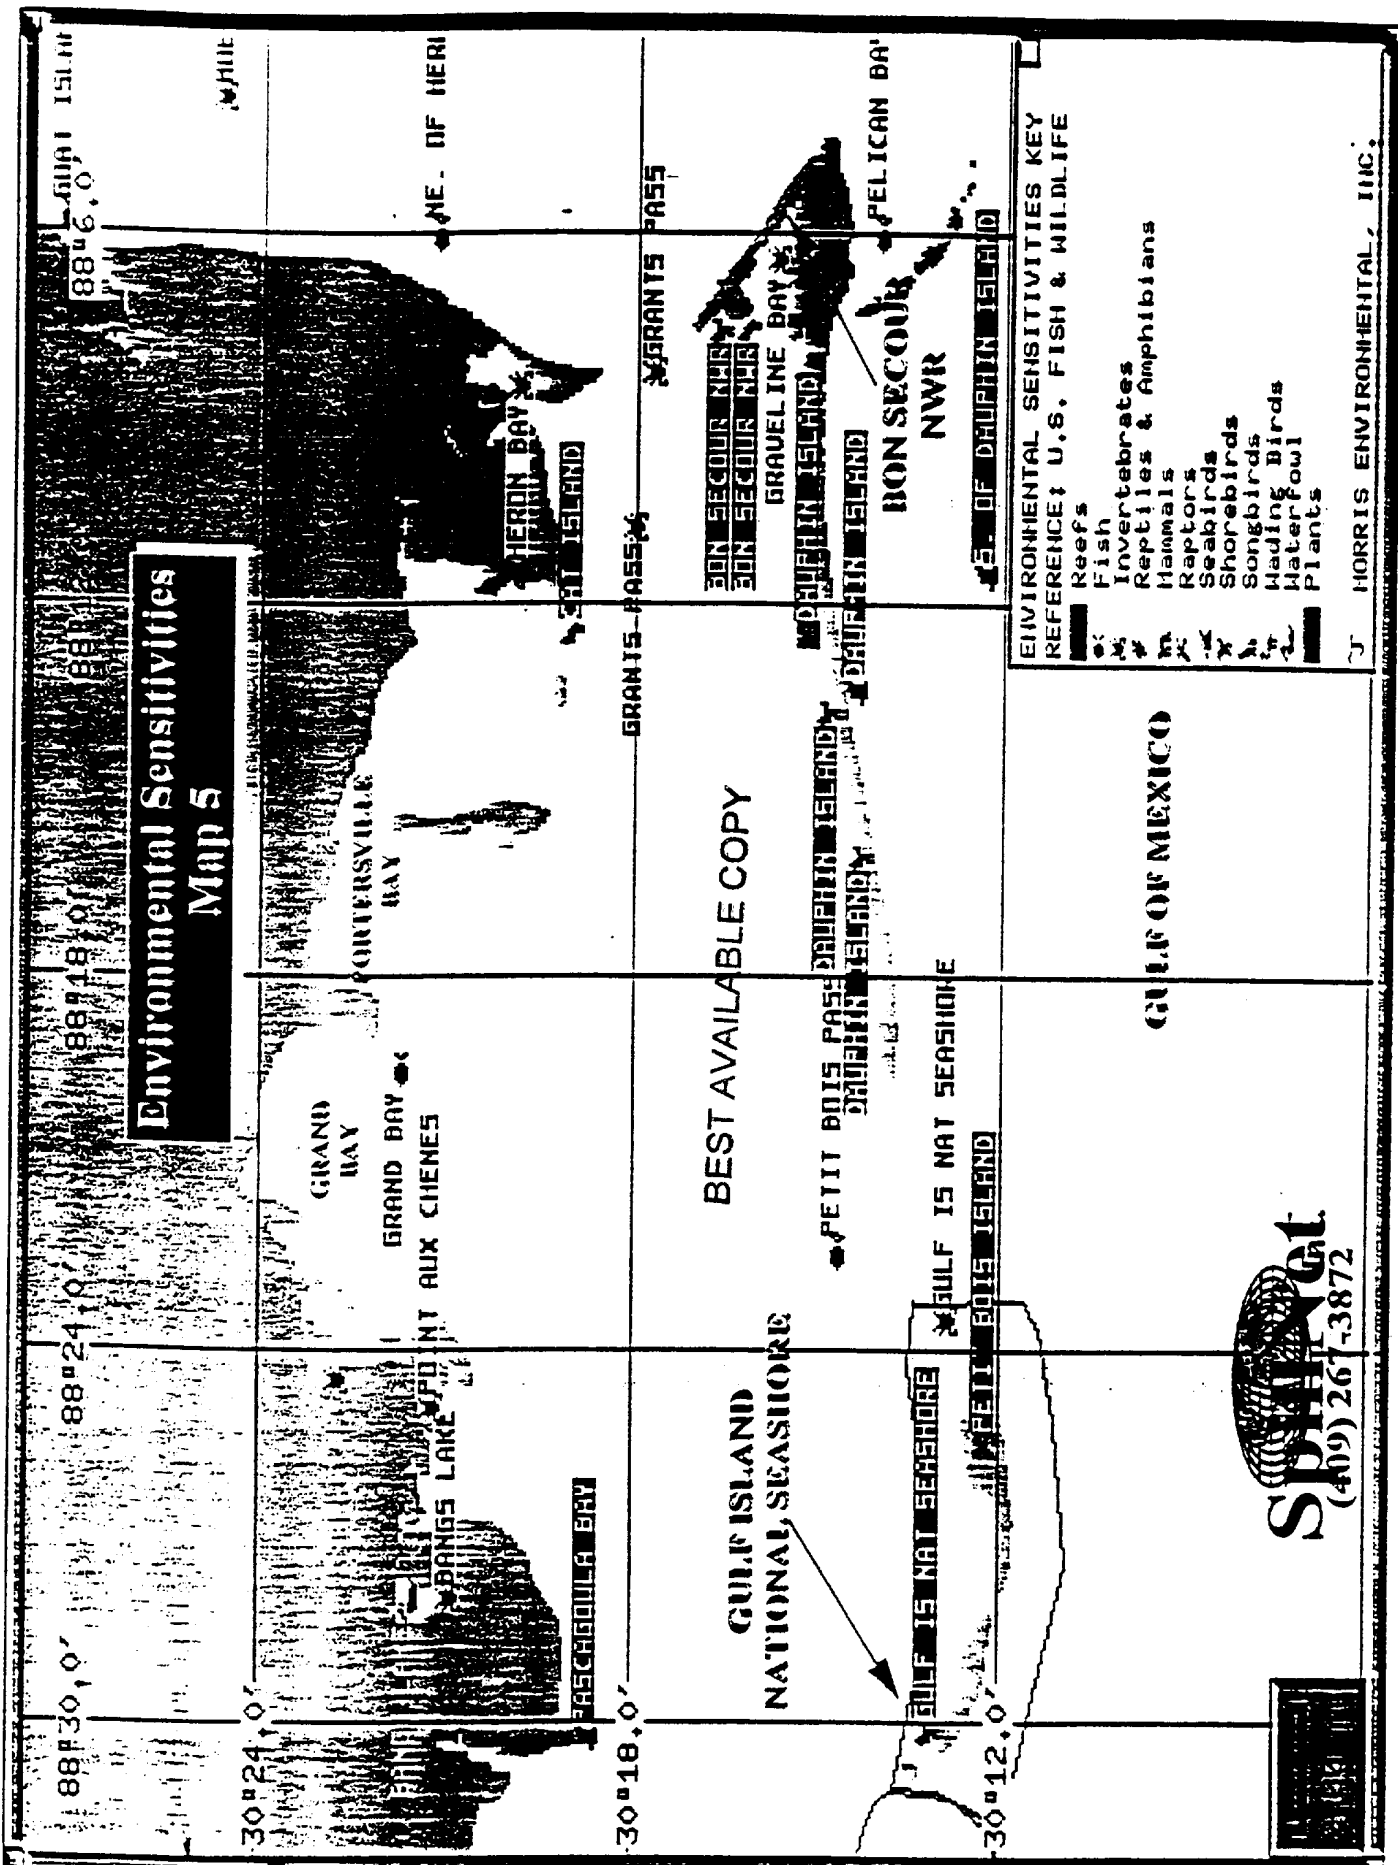 Environmental Sensitivities
Map 5
88°30.0′
88°24.0′
88°18.0′
88°6.0′
30°24.0′
30°18.0′
30°12.0′
GRAND
BAY
PORTERSVILLE
BAY
GRAND BAY
POINT AUX CHENES
BANGS LAKE
PASCAGOULA BAY
HERON BAY
CAT ISLAND
NE. OF HERI
GRANTS PASS
GRANTS PASS
BEST AVAILABLE COPY
BON SECOUR NWR
BON SECOUR NWR
GRAVELINE BAY
DAUPHIN ISLAND
DAUPHIN ISLAND
DAUPHIN ISLAND
PETIT BOIS PASS
DAUPHIN ISLAND
PELICAN BA
BON SECOUR
NWR
S. OF DAUPHIN ISLAND
GULF ISLAND
NATIONAL SEASHORE
GULF IS NAT SEASHORE
GULF IS NAT SEASHORE
PETIT BOIS ISLAND
GULF OF MEXICO
ENVIRONMENTAL SENSITIVITIES KEY
REFERENCE: U.S. FISH & WILDLIFE
Reefs
Fish
Invertebrates
Reptiles & Amphibians
Mammals
Raptors
Seabirds
Shorebirds
Songbirds
Wading Birds
Waterfowl
Plants
MORRIS ENVIRONMENTAL, INC.
SpillNet
(409) 267-3872